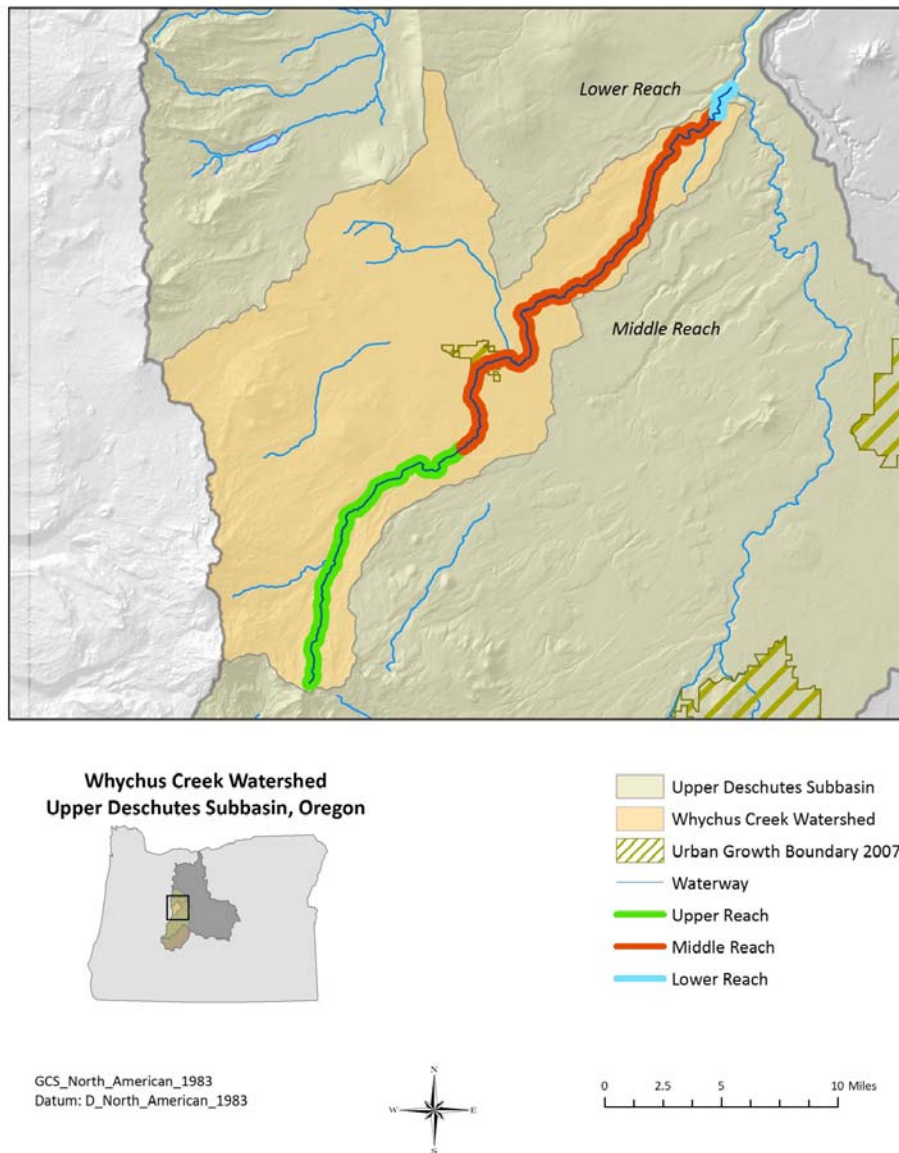 Lower Reach
Middle Reach
Whychus Creek Watershed
Upper Deschutes Subbasin, Oregon
Upper Deschutes Subbasin
Whychus Creek Watershed
Urban Growth Boundary 2007
Waterway
Upper Reach
Middle Reach
Lower Reach
GCS_North_American_1983
Datum: D_North_American_1983
N
W E
S
0 2.5 5 10 Miles